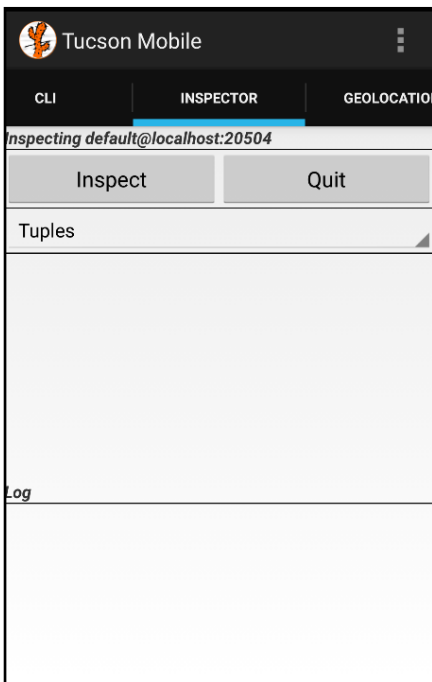 Tucson Mobile
CLI INSPECTOR GEOLOCATIO
Inspecting default@localhost:20504
Inspect Quit
Tuples
Log